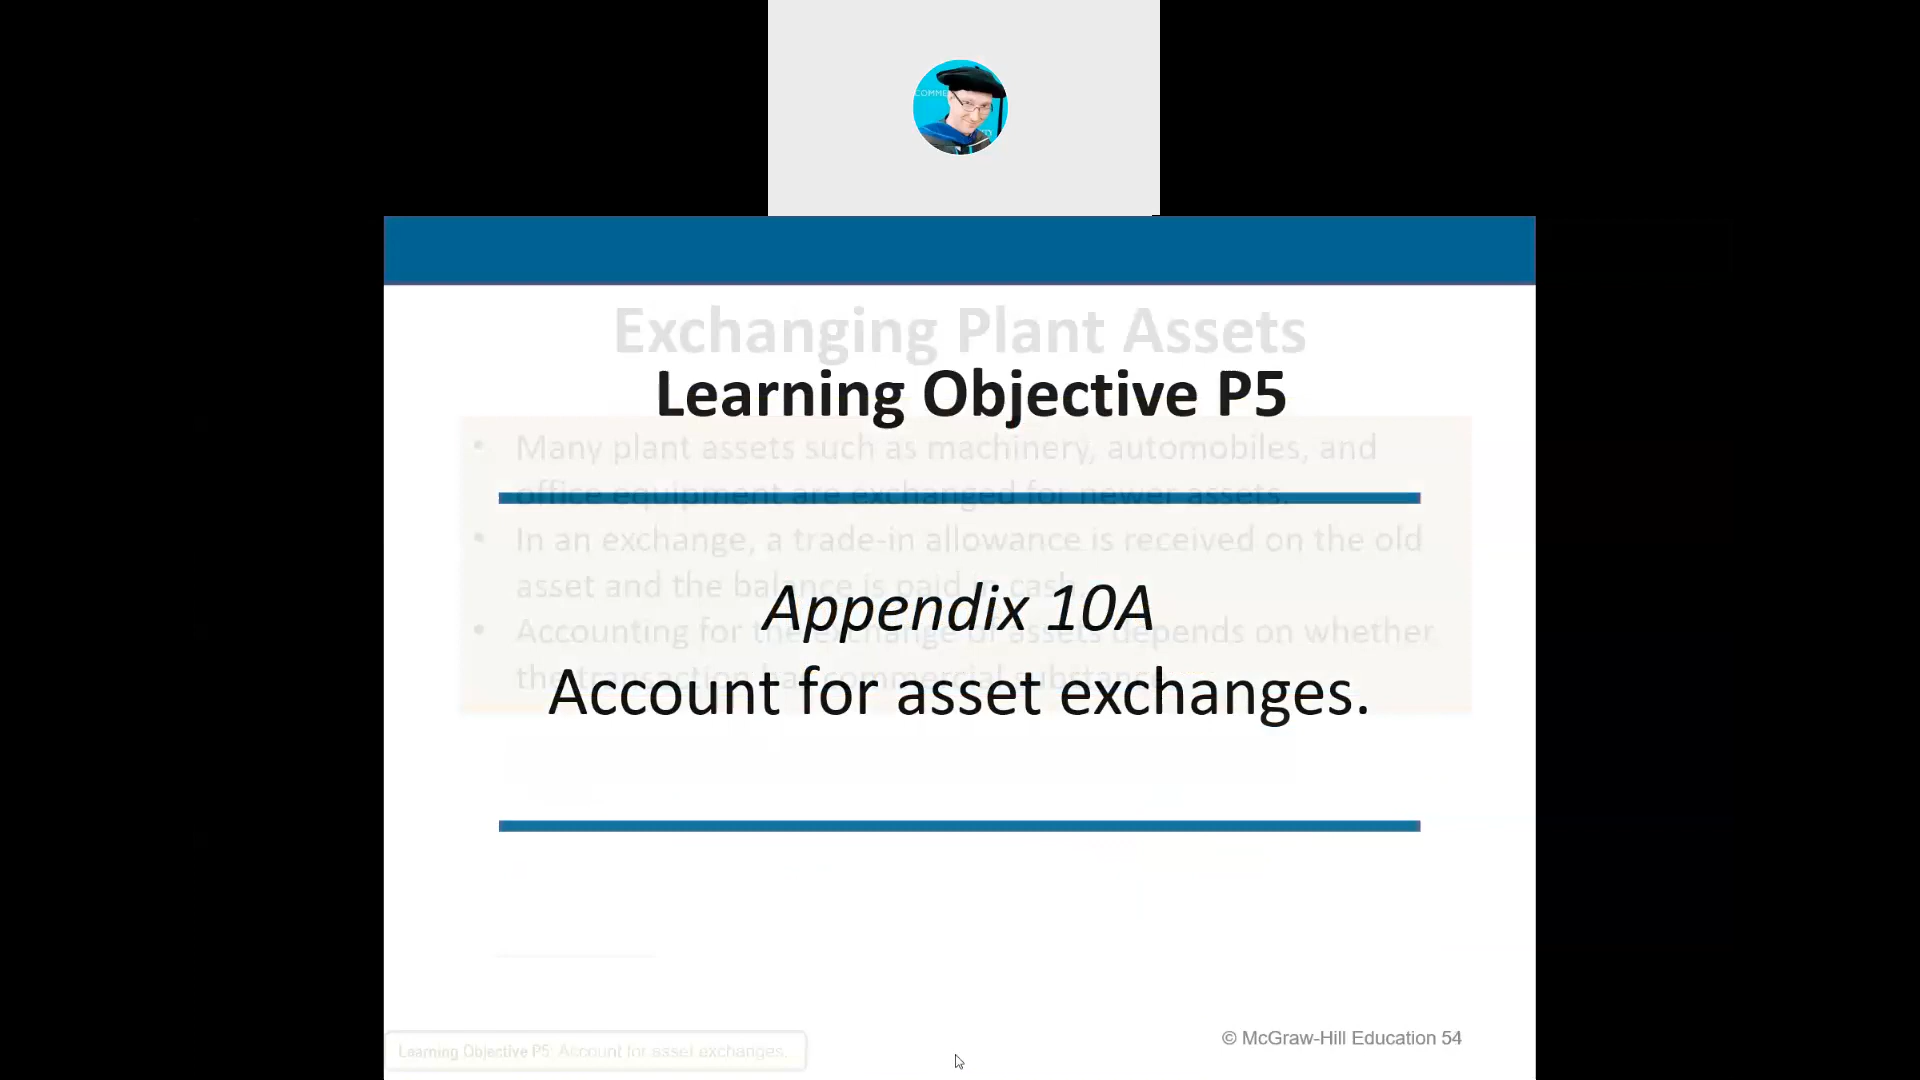 COMME
Exchanging Plant Assets
Learning Objective P5
• Many plant assets such as machinery, automobiles, and
office equipment are exchanged for newer assets.
• In an exchange, a trade-in allowance is received on the old
asset and the balance is paid in cash.
Appendix 10A
• Accounting for the exchange of assets depends on whether
the transaction has commercial substance.
Account for asset exchanges.
© McGraw-Hill Education 54
Learning Objective P5: Account for asset exchanges.